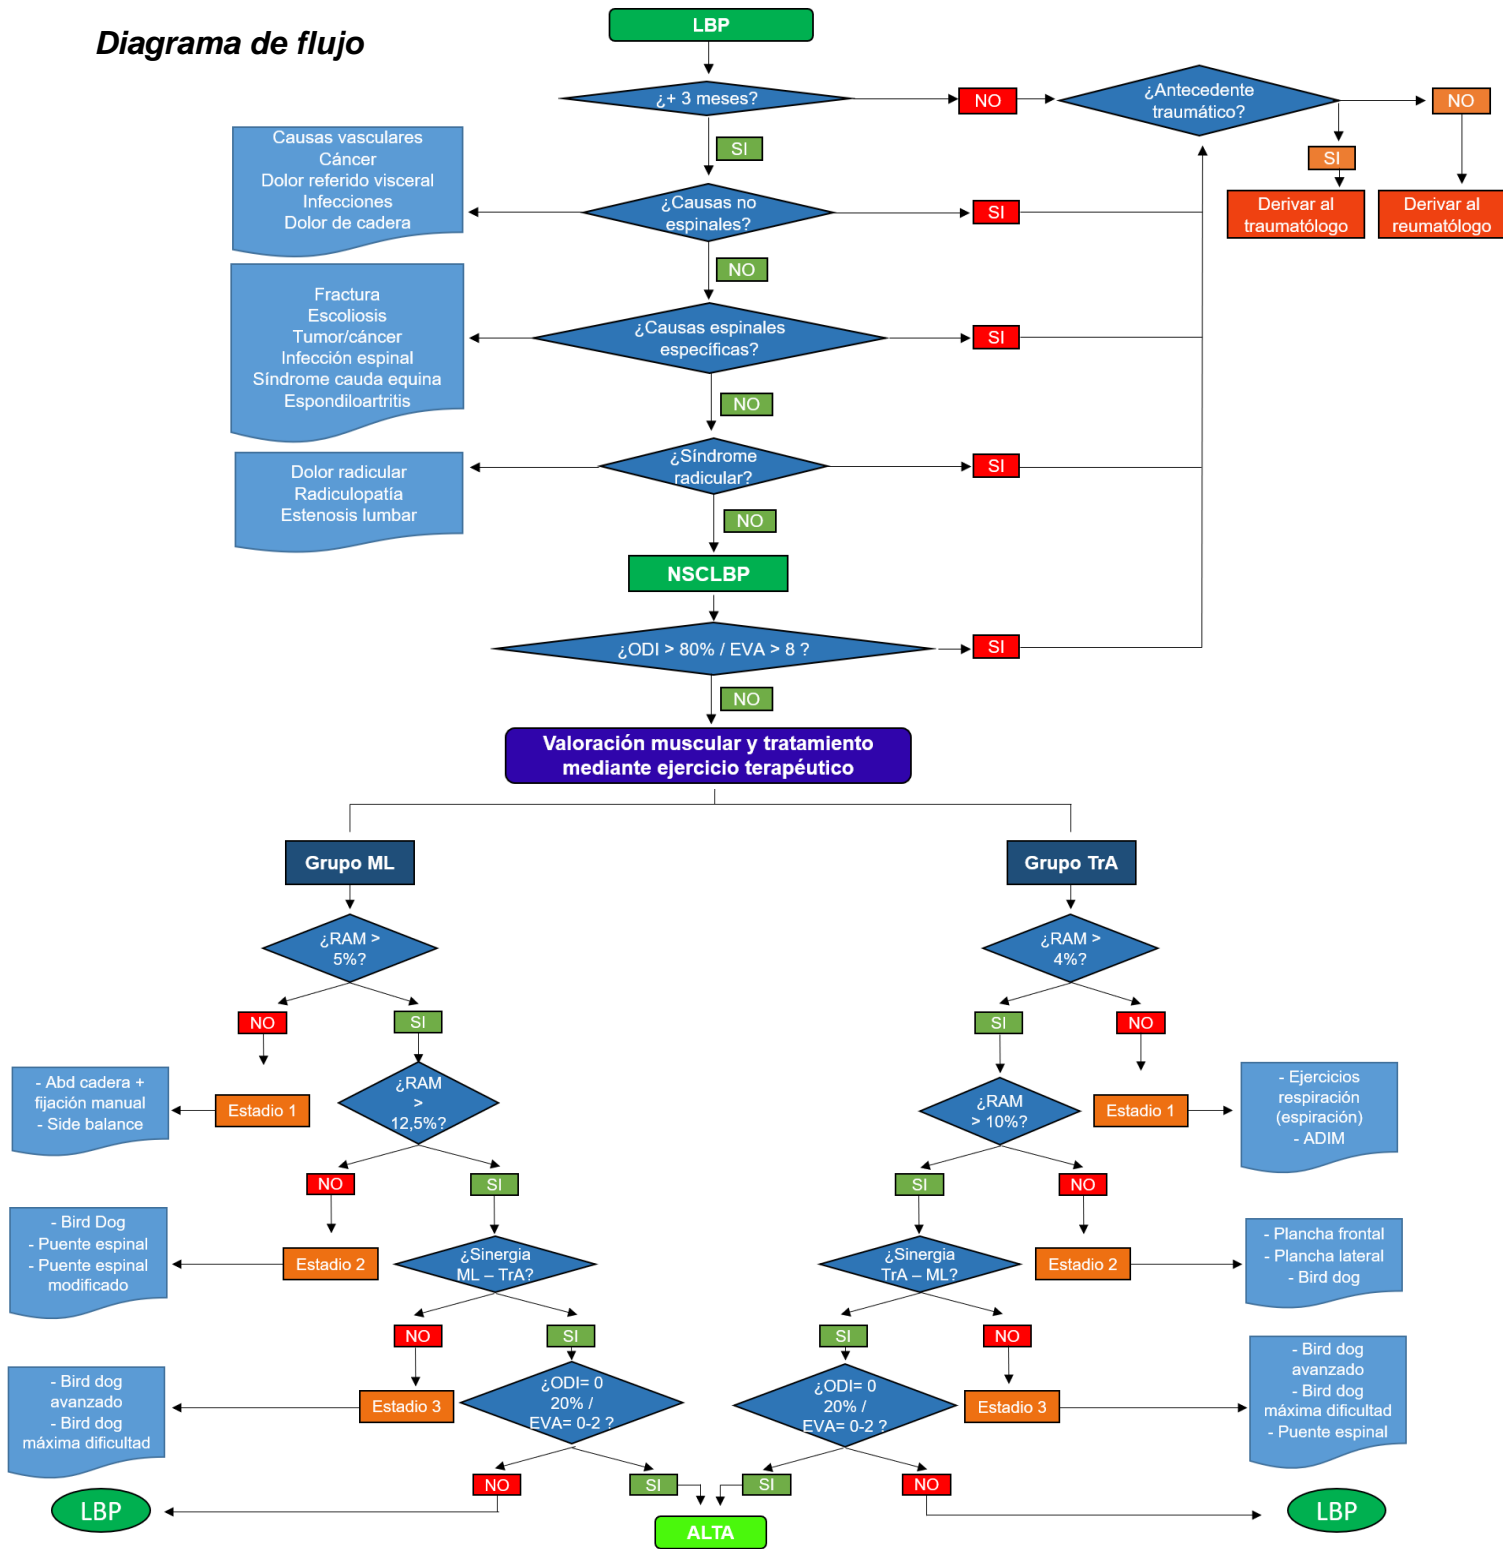 Diagrama de flujo
LBP
¿+ 3 meses?
NO
¿Antecedente
traumático?
NO
SI
SI
Derivar al
traumatólogo
Derivar al
reumatólogo
Causas vasculares
Cáncer
Dolor referido visceral
Infecciones
Dolor de cadera
¿Causas no
espinales?
SI
NO
Fractura
Escoliosis
Tumor/cáncer
Infección espinal
Síndrome cauda equina
Espondiloartritis
¿Causas espinales
específicas?
SI
NO
Dolor radicular
Radiculopatía
Estenosis lumbar
¿Síndrome
radicular?
SI
NO
NSCLBP
¿ODI > 80% / EVA > 8 ?
SI
NO
Valoración muscular y tratamiento
mediante ejercicio terapéutico
Grupo ML
¿RAM >
5%?
NO
SI
- Abd cadera +
fijación manual
- Side balance
Estadio 1
¿RAM
>
12,5%?
NO
SI
- Bird Dog
- Puente espinal
- Puente espinal
modificado
Estadio 2
¿Sinergia
ML – TrA?
NO
SI
- Bird dog
avanzado
- Bird dog
máxima dificultad
Estadio 3
¿ODI= 0
20% /
EVA= 0-2 ?
NO
SI
LBP
Grupo TrA
¿RAM >
4%?
SI
NO
¿RAM
> 10%?
Estadio 1
- Ejercicios
respiración
(espiración)
- ADIM
SI
NO
¿Sinergia
TrA – ML?
Estadio 2
- Plancha frontal
- Plancha lateral
- Bird dog
SI
NO
¿ODI= 0
20% /
EVA= 0-2 ?
Estadio 3
- Bird dog
avanzado
- Bird dog
máxima dificultad
- Puente espinal
SI
NO
LBP
ALTA